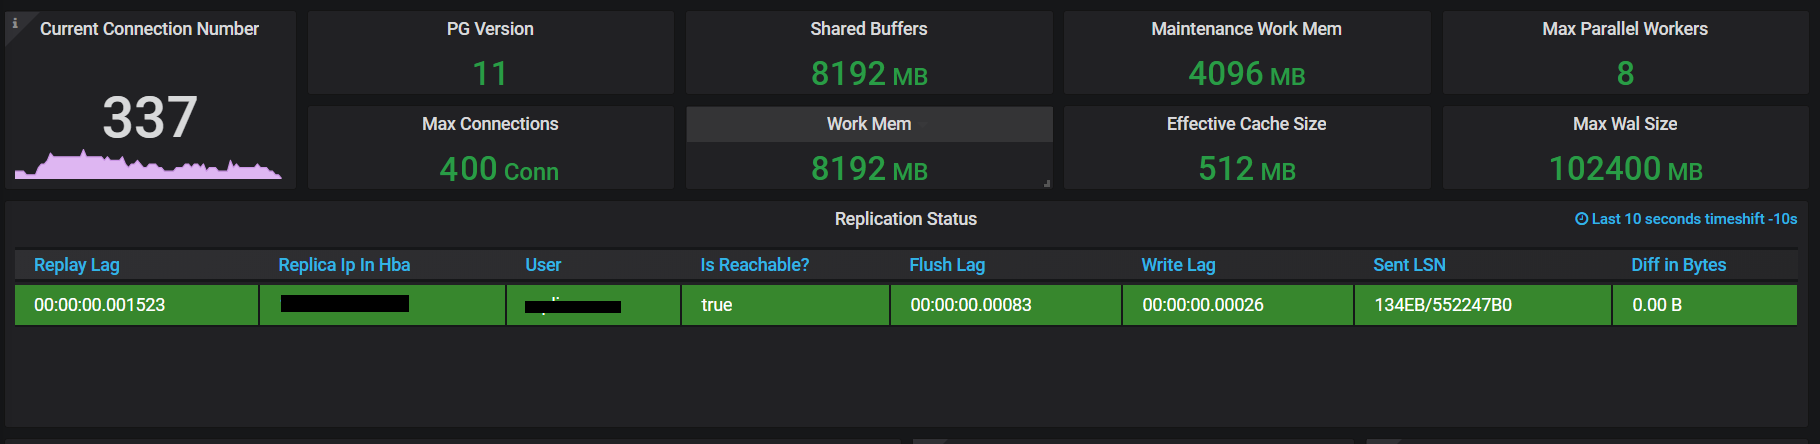 Current Connection Number
337
PG Version
11
Shared Buffers
8192 MB
Maintenance Work Mem
4096 MB
Max Parallel Workers
8
Max Connections
400 Conn
Work Mem
8192 MB
Effective Cache Size
512 MB
Max Wal Size
102400 MB
Replication Status
Last 10 seconds timeshift -10s
Replay Lag Replica Ip In Hba User Is Reachable? Flush Lag Write Lag Sent LSN Diff in Bytes
00:00:00.001523 true 00:00:00.00083 00:00:00.00026 134EB/552247B0 0.00 B